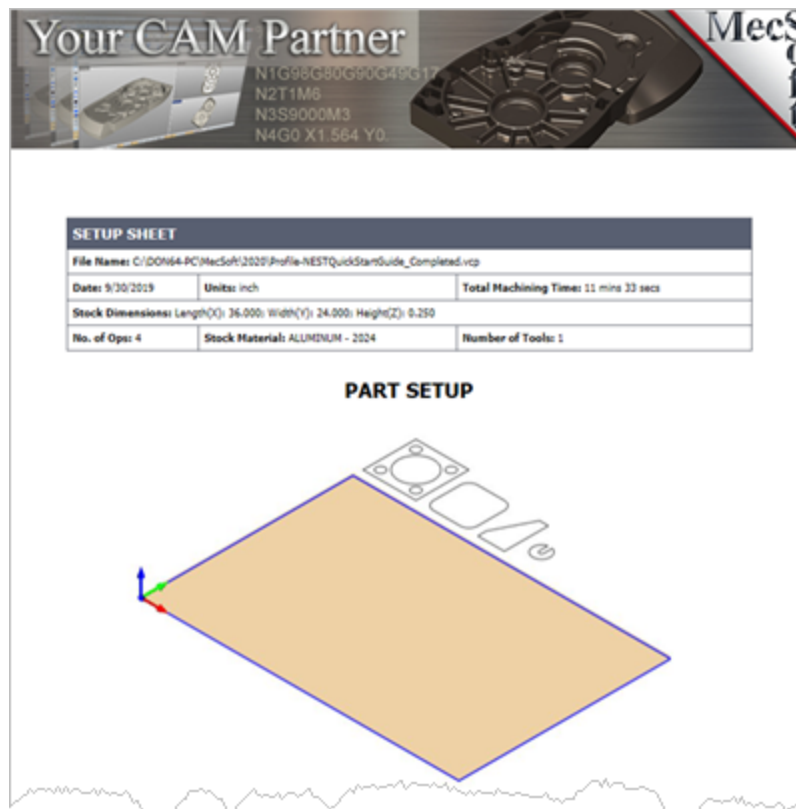 Your CAM Partner
MecS
o
f
t
N1G98G80G90G49G17
N2T1M6
N3S9000M3
N4G0 X1.564 Y0.
SETUP SHEET
File Name: C:\DON64-PC\MecSoft\2020\Profile-NESTQuickStartGuide_Completed.vcp
Date: 9/30/2019 Units: inch Total Machining Time: 11 mins 33 secs
Stock Dimensions: Length(X): 36.000; Width(Y): 24.000; Height(Z): 0.250
No. of Ops: 4 Stock Material: ALUMINUM - 2024 Number of Tools: 1
PART SETUP